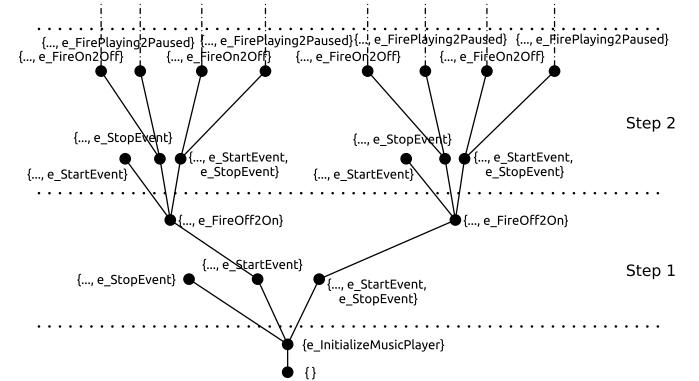 {..., e_FirePlaying2Paused} {..., e_FirePlaying2Paused} {..., e_FirePlaying2Paused} {..., e_FirePlaying2Paused}
{..., e_FireOn2Off} {..., e_FireOn2Off} {..., e_FireOn2Off} {..., e_FireOn2Off}
Step 2
{..., e_StopEvent} {..., e_StopEvent}
{..., e_StartEvent,
e_StopEvent}
{..., e_StartEvent,
e_StopEvent}
{..., e_StartEvent} {..., e_StartEvent}
{..., e_FireOff2On} {..., e_FireOff2On}
{..., e_StartEvent}
Step 1
{..., e_StopEvent}
{..., e_StartEvent,
e_StopEvent}
{e_InitializeMusicPlayer}
{}